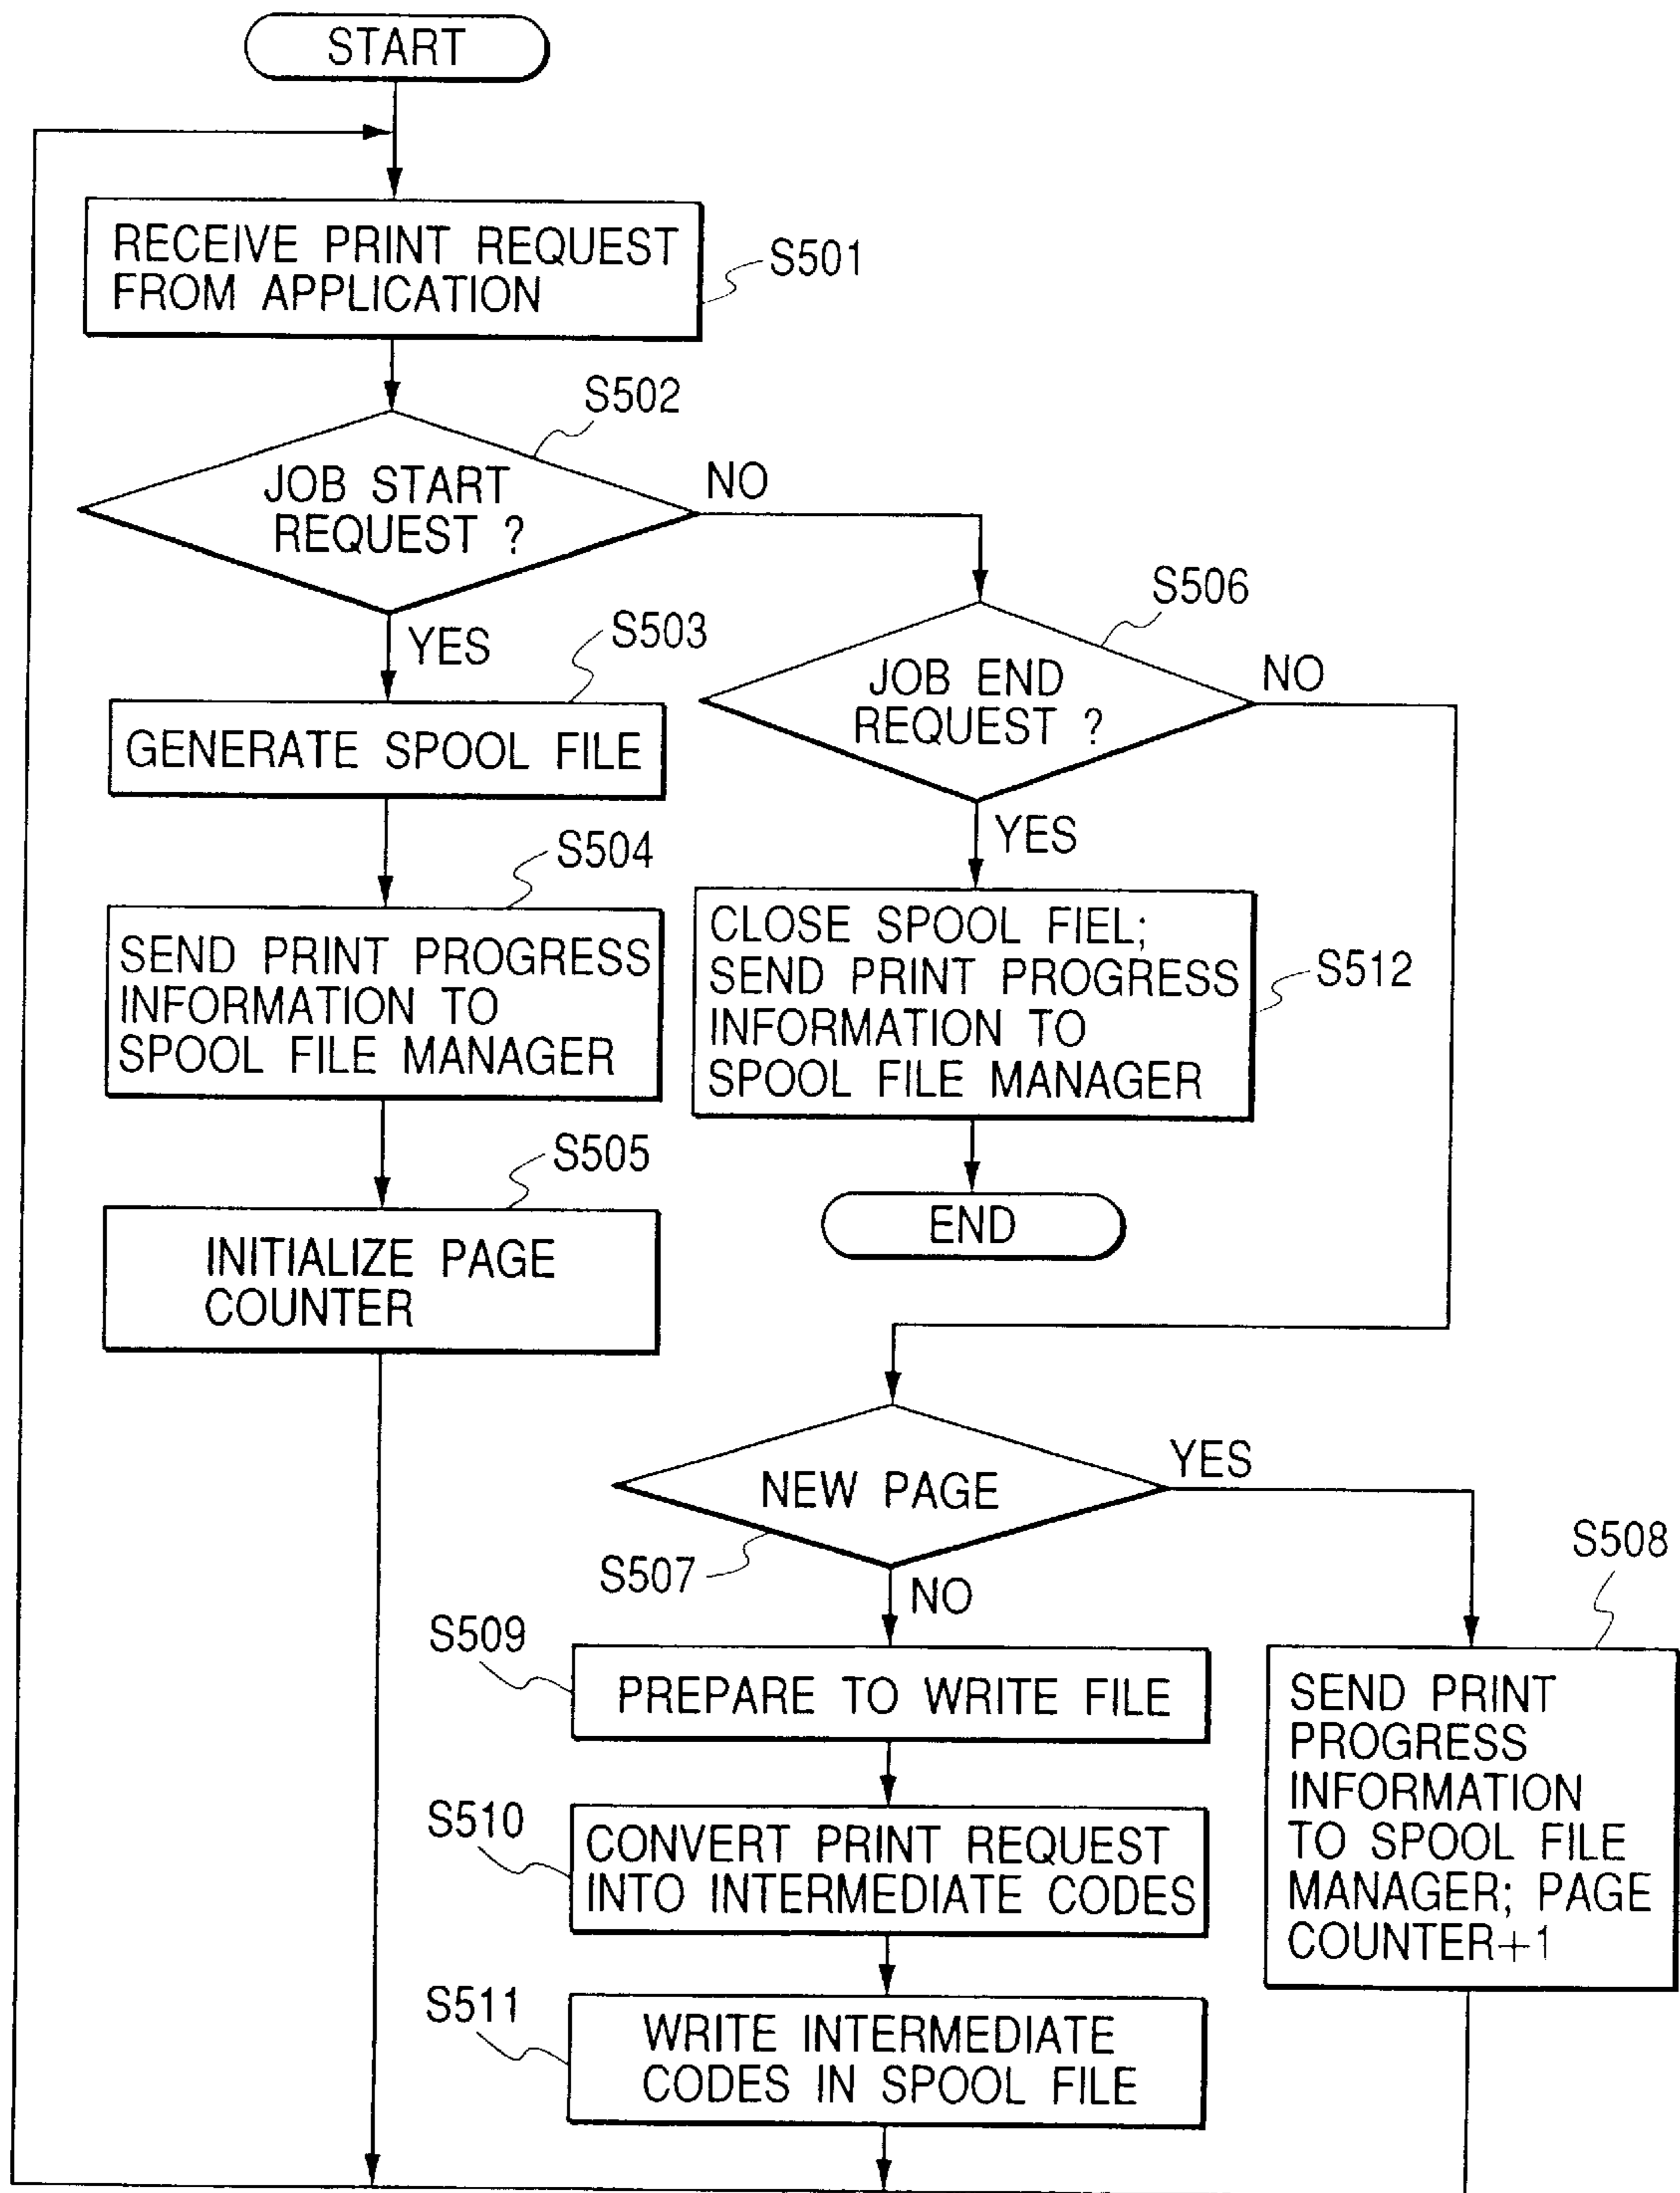 START
RECEIVE PRINT REQUEST
FROM APPLICATION
S501
S502
JOB START
REQUEST ?
NO
YES
S503
GENERATE SPOOL FILE
S504
SEND PRINT PROGRESS
INFORMATION TO
SPOOL FILE MANAGER
S505
INITIALIZE PAGE
COUNTER
S506
JOB END
REQUEST ?
NO
YES
CLOSE SPOOL FIEL;
SEND PRINT PROGRESS
INFORMATION TO
SPOOL FILE MANAGER
S512
END
NEW PAGE
YES
S507
NO
S508
SEND PRINT
PROGRESS
INFORMATION
TO SPOOL FILE
MANAGER; PAGE
COUNTER+1
S509
PREPARE TO WRITE FILE
S510
CONVERT PRINT REQUEST
INTO INTERMEDIATE CODES
S511
WRITE INTERMEDIATE
CODES IN SPOOL FILE